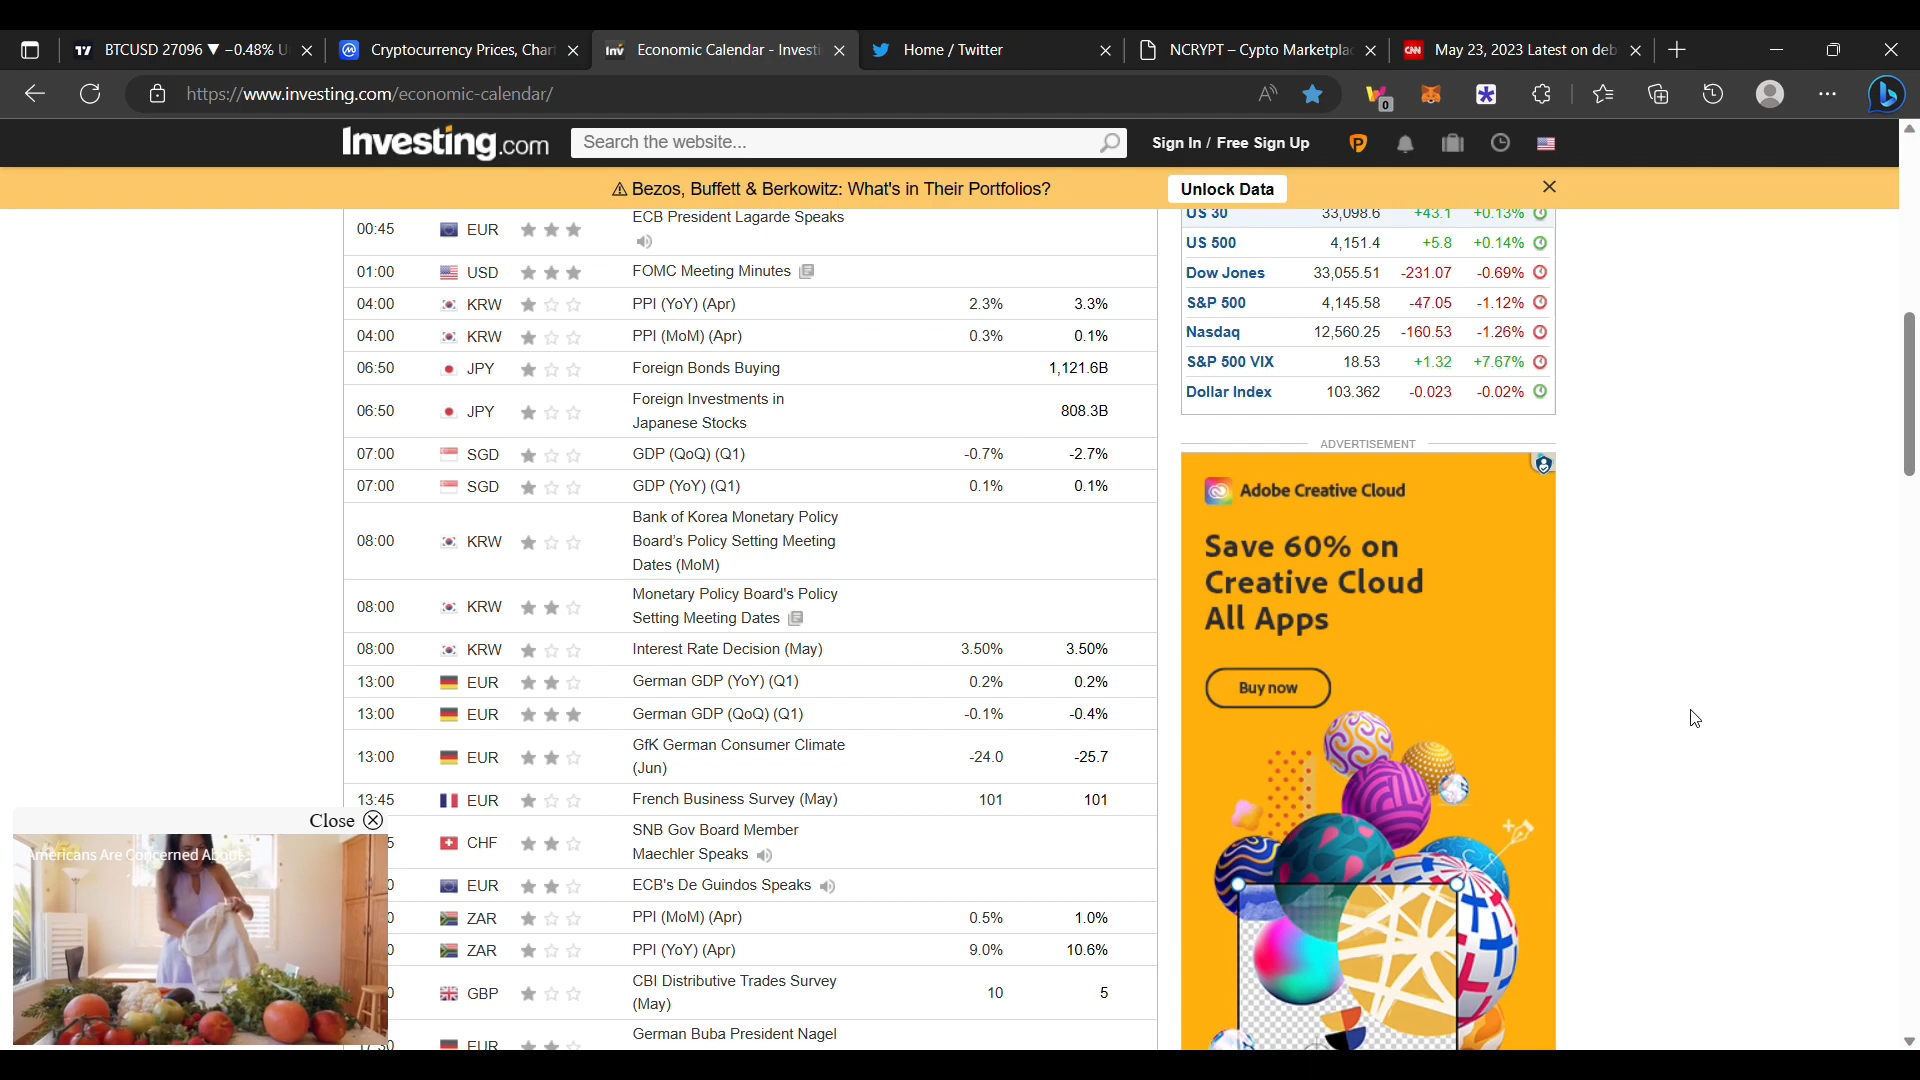 BTCUSD 27096 ▼ −0.48% U
Cryptocurrency Prices, Chart
Economic Calendar - Investi
Home / Twitter
NCRYPT – Cypto Marketplac
CNN
May 23, 2023 Latest on deb
https://www.investing.com/economic-calendar/
0
Investing.com
Search the website...
Sign In / Free Sign Up
⚠ Bezos, Buffett & Berkowitz: What's in Their Portfolios?
Unlock Data
00:45 EUR ECB President Lagarde Speaks
01:00 USD FOMC Meeting Minutes
04:00 KRW PPI (YoY) (Apr) 2.3% 3.3%
04:00 KRW PPI (MoM) (Apr) 0.3% 0.1%
06:50 JPY Foreign Bonds Buying 1,121.6B
06:50 JPY Foreign Investments in
Japanese Stocks 808.3B
07:00 SGD GDP (QoQ) (Q1) -0.7% -2.7%
07:00 SGD GDP (YoY) (Q1) 0.1% 0.1%
08:00 KRW Bank of Korea Monetary Policy
Board's Policy Setting Meeting
Dates (MoM)
08:00 KRW Monetary Policy Board's Policy
Setting Meeting Dates
08:00 KRW Interest Rate Decision (May) 3.50% 3.50%
13:00 EUR German GDP (YoY) (Q1) 0.2% 0.2%
13:00 EUR German GDP (QoQ) (Q1) -0.1% -0.4%
13:00 EUR GfK German Consumer Climate
(Jun) -24.0 -25.7
13:45 EUR French Business Survey (May) 101 101
5 CHF SNB Gov Board Member
Maechler Speaks
0 EUR ECB's De Guindos Speaks
0 ZAR PPI (MoM) (Apr) 0.5% 1.0%
0 ZAR PPI (YoY) (Apr) 9.0% 10.6%
0 GBP CBI Distributive Trades Survey
(May) 10 5
17:30 EUR German Buba President Nagel
Close
Americans Are Concerned About
US 30 33,098.6 +43.1 +0.13%
US 500 4,151.4 +5.8 +0.14%
Dow Jones 33,055.51 -231.07 -0.69%
S&P 500 4,145.58 -47.05 -1.12%
Nasdaq 12,560.25 -160.53 -1.26%
S&P 500 VIX 18.53 +1.32 +7.67%
Dollar Index 103.362 -0.023 -0.02%
ADVERTISEMENT
Adobe Creative Cloud
Save 60% on
Creative Cloud
All Apps
Buy now